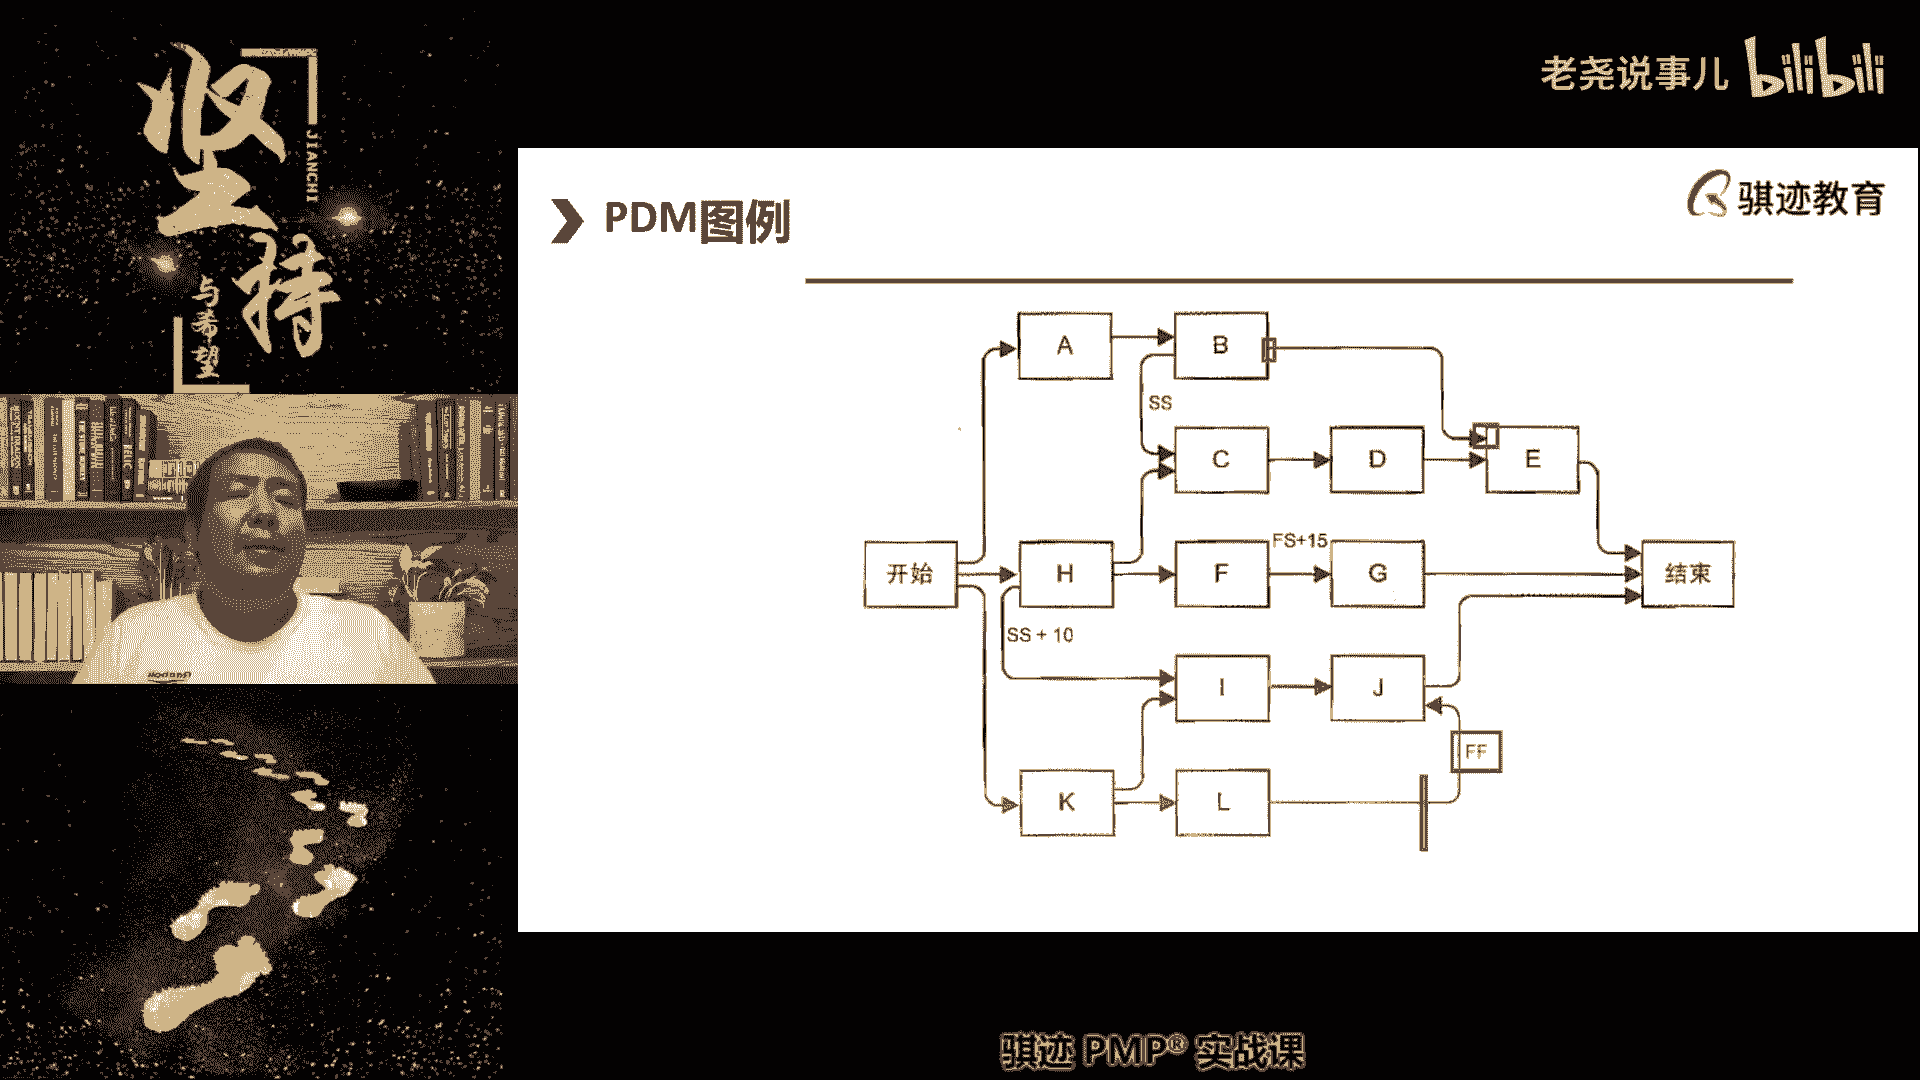 坚持
JIANCHI
与希望
老尧说事儿 bilibili
骐迹教育
PDM图例
A
B
SS
C
D
E
开始
H
F
FS+15
G
结束
SS + 10
I
J
FF
K
L
骐迹 PMP® 实战课